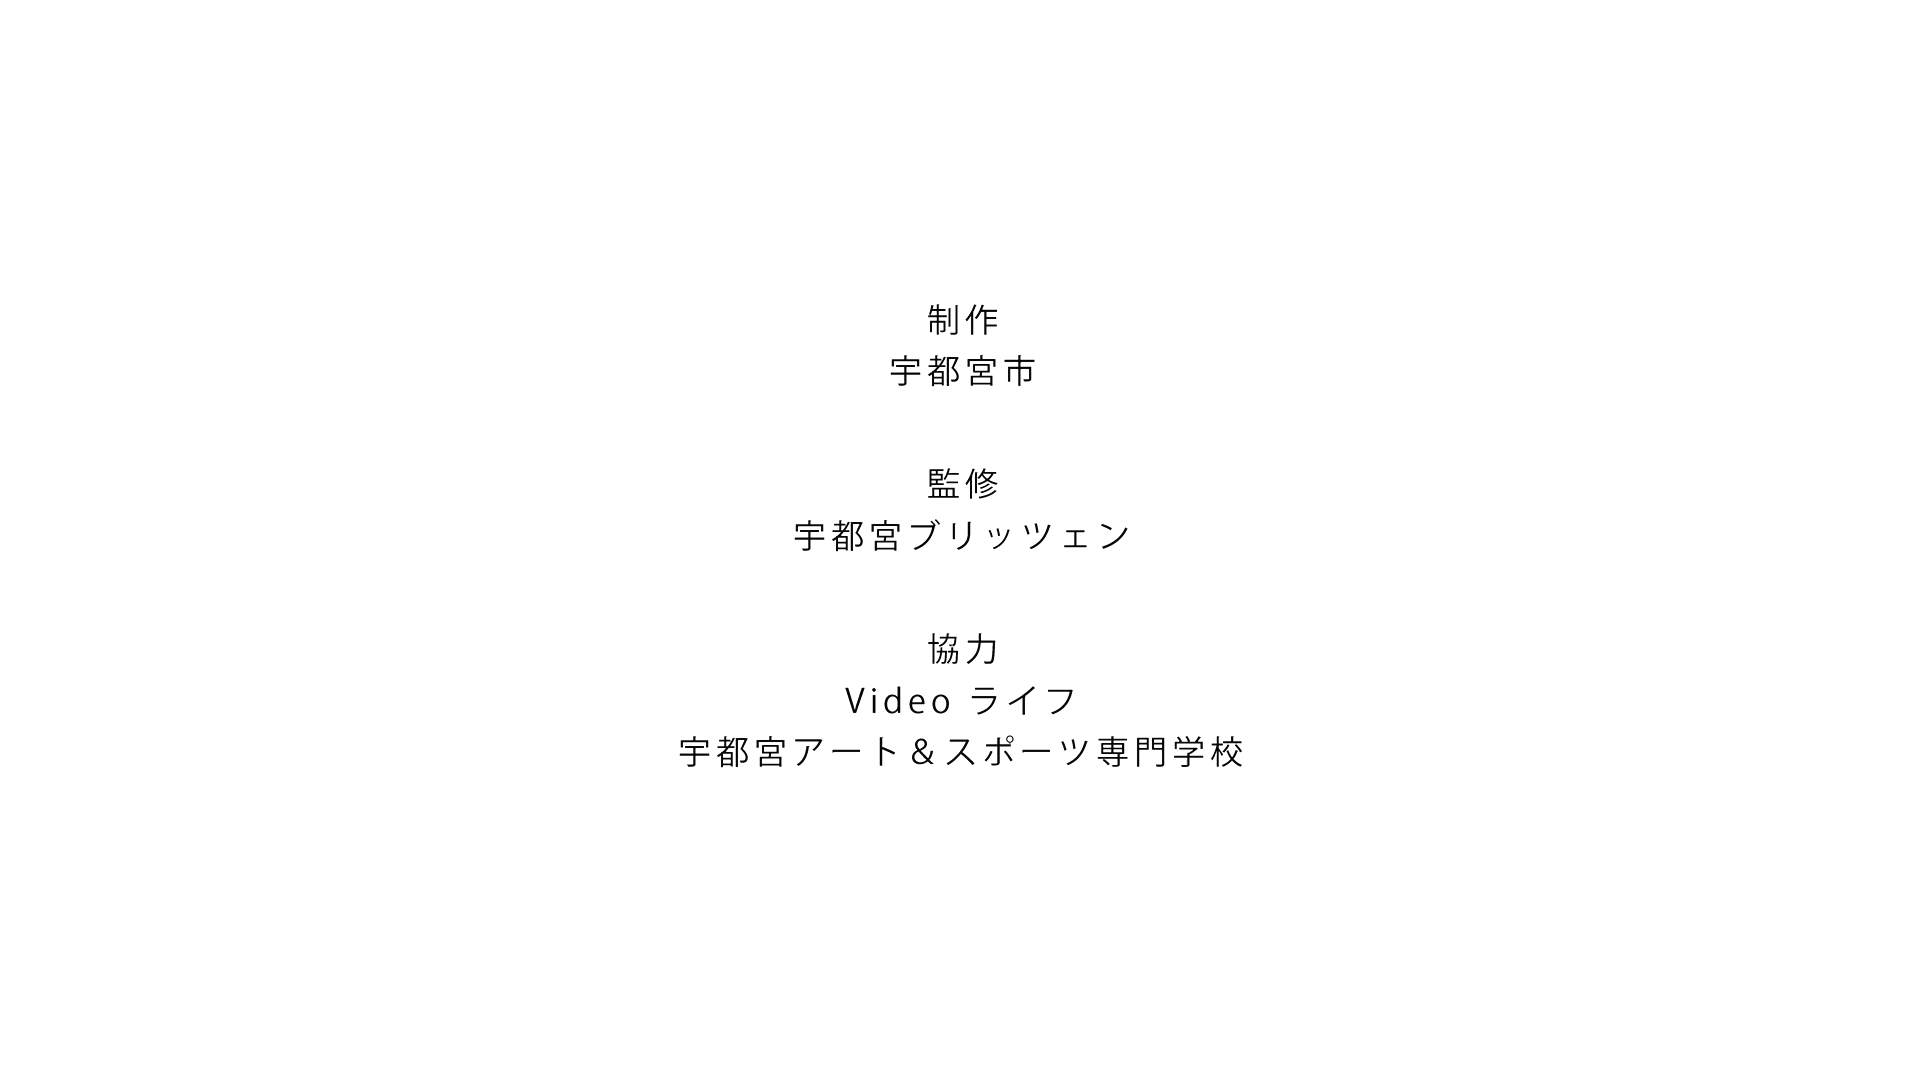 制作
宇都宮市
監修
宇都宮ブリッツェン
協力
Video ライフ
宇都宮アート＆スポーツ専門学校